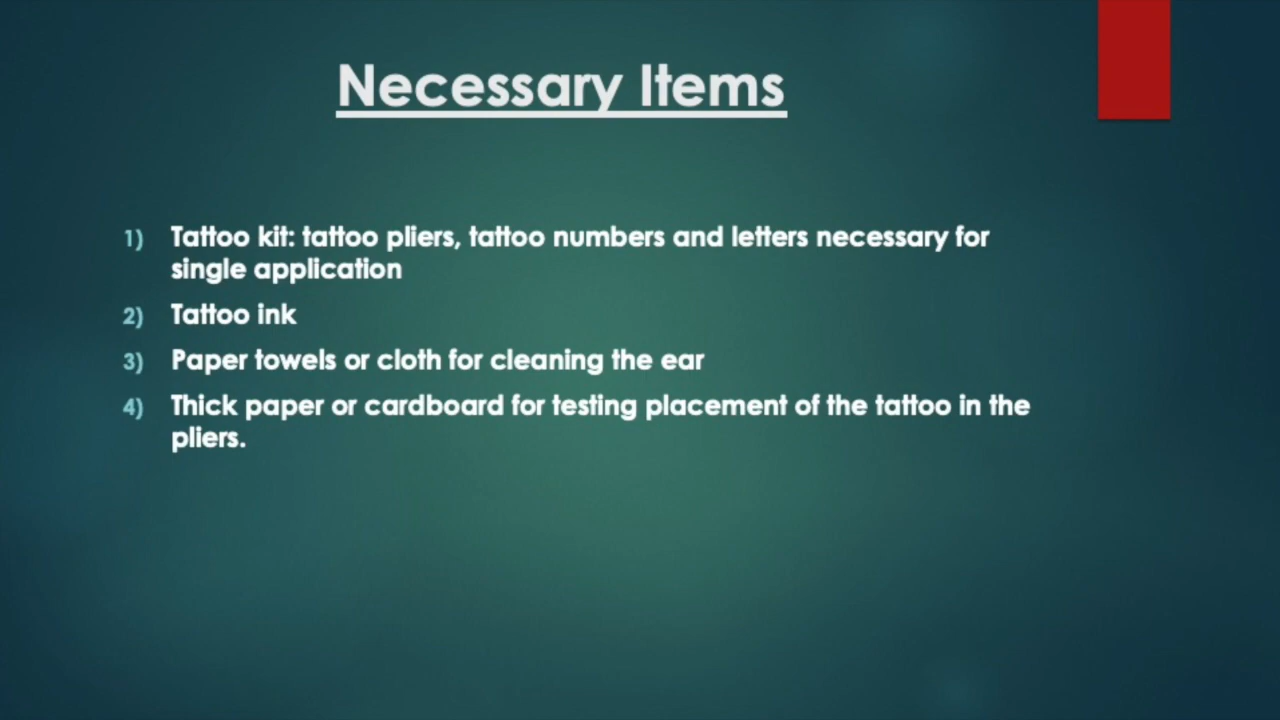 Necessary Items
1) Tattoo kit: tattoo pliers, tattoo numbers and letters necessary for
single application
2) Tattoo ink
3) Paper towels or cloth for cleaning the ear
4) Thick paper or cardboard for testing placement of the tattoo in the
pliers.